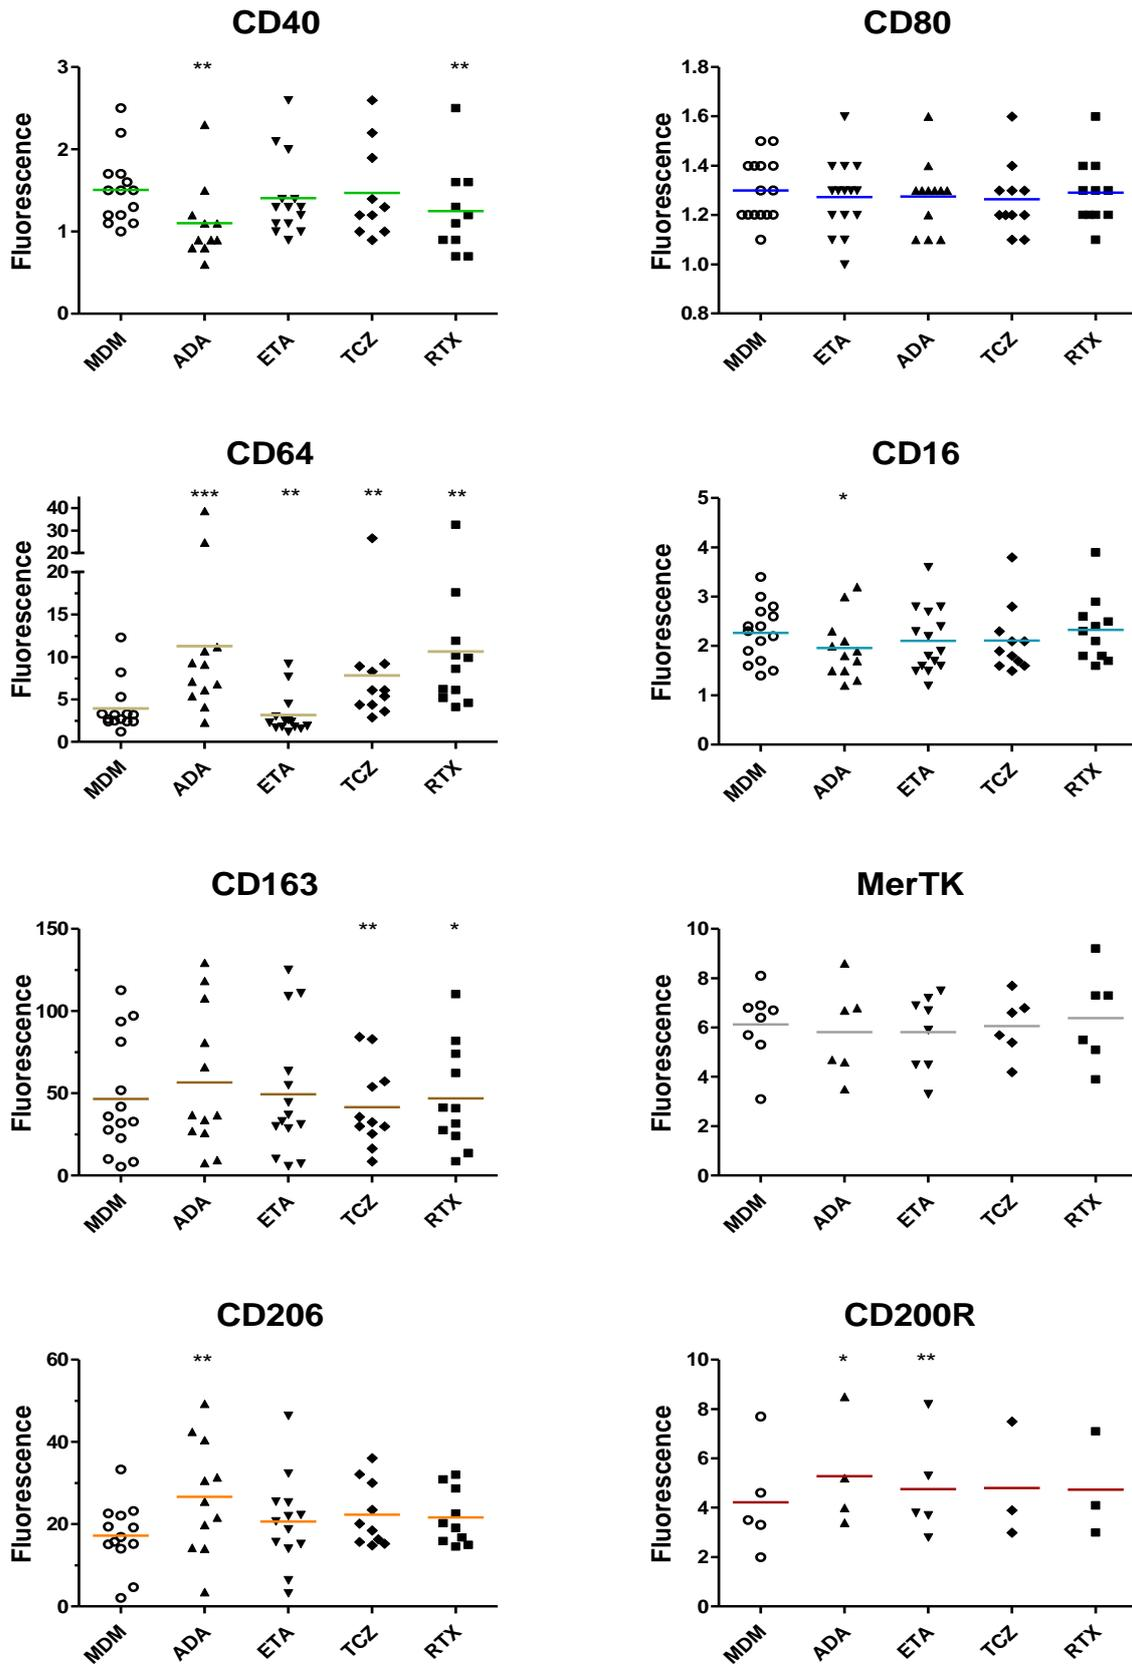 CD40
CD80
** **
Fluorescence
3
2
1
0
MDM ADA ETA TCZ RTX
Fluorescence
1.8
1.6
1.4
1.2
1.0
0.8
MDM ETA ADA TCZ RTX
CD64
CD16
*** ** ** **
Fluorescence
40
30
20
20
15
10
5
0
MDM ADA ETA TCZ RTX
*
Fluorescence
5
4
3
2
1
0
MDM ADA ETA TCZ RTX
CD163
MerTK
** *
Fluorescence
150
100
50
0
MDM ADA ETA TCZ RTX
Fluorescence
10
8
6
4
2
0
MDM ADA ETA TCZ RTX
CD206
CD200R
**
Fluorescence
60
40
20
0
MDM ADA ETA TCZ RTX
* **
Fluorescence
10
8
6
4
2
0
MDM ADA ETA TCZ RTX